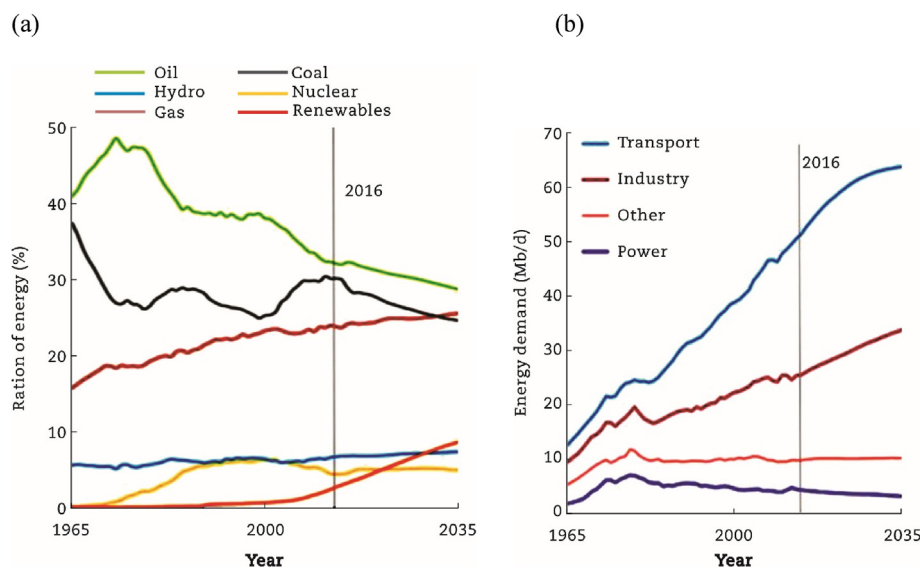 (a)
Oil
Hydro
Gas
Coal
Nuclear
Renewables
50
40
30
20
10
0
2016
Ration of energy (%)
1965
2000
2035
Year
(b)
70
60
50
40
30
20
10
0
Transport
Industry
Other
Power
2016
Energy demand (Mb/d)
1965
2000
2035
Year